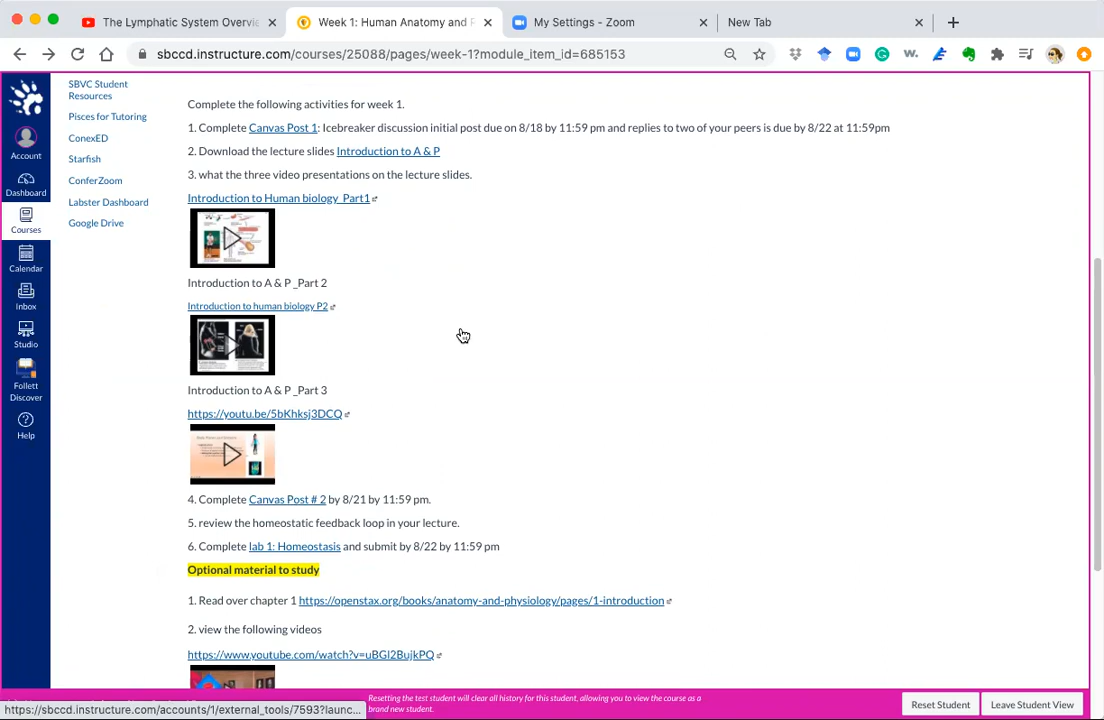 The Lymphatic System Overvie
Week 1: Human Anatomy and P
My Settings - Zoom
New Tab
sbccd.instructure.com/courses/25088/pages/week-1?module_item_id=685153
SBVC Student
Resources
Pisces for Tutoring
ConexED
Starfish
ConferZoom
Labster Dashboard
Google Drive
Account
Dashboard
Courses
Calendar
Inbox
Studio
Follett
Discover
Help
Complete the following activities for week 1.
1. Complete Canvas Post 1: Icebreaker discussion initial post due on 8/18 by 11:59 pm and replies to two of your peers is due by 8/22 at 11:59pm
2. Download the lecture slides Introduction to A & P
3. what the three video presentations on the lecture slides.
Introduction to Human biology_Part1
Introduction to A & P _Part 2
Introduction to human biology P2
Introduction to A & P _Part 3
https://youtu.be/5bKhksj3DCQ
4. Complete Canvas Post # 2 by 8/21 by 11:59 pm.
5. review the homeostatic feedback loop in your lecture.
6. Complete lab 1: Homeostasis and submit by 8/22 by 11:59 pm
Optional material to study
1. Read over chapter 1 https://openstax.org/books/anatomy-and-physiology/pages/1-introduction
2. view the following videos
https://www.youtube.com/watch?v=uBGl2BujkPQ
Resetting the test student will clear all history for this student, allowing you to view the course as a
brand new student.
Reset Student
Leave Student View
https://sbccd.instructure.com/accounts/1/external_tools/7593?launc...